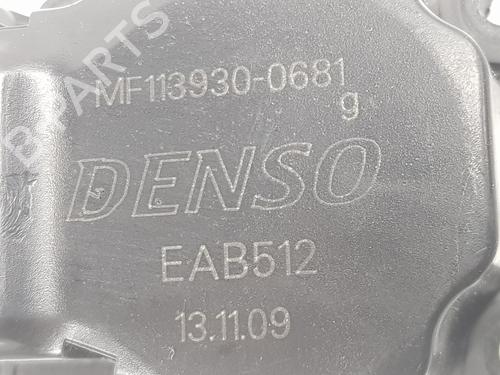 MF113930-0681
g
DENSO
EAB512
13.11.09
B-PARTS